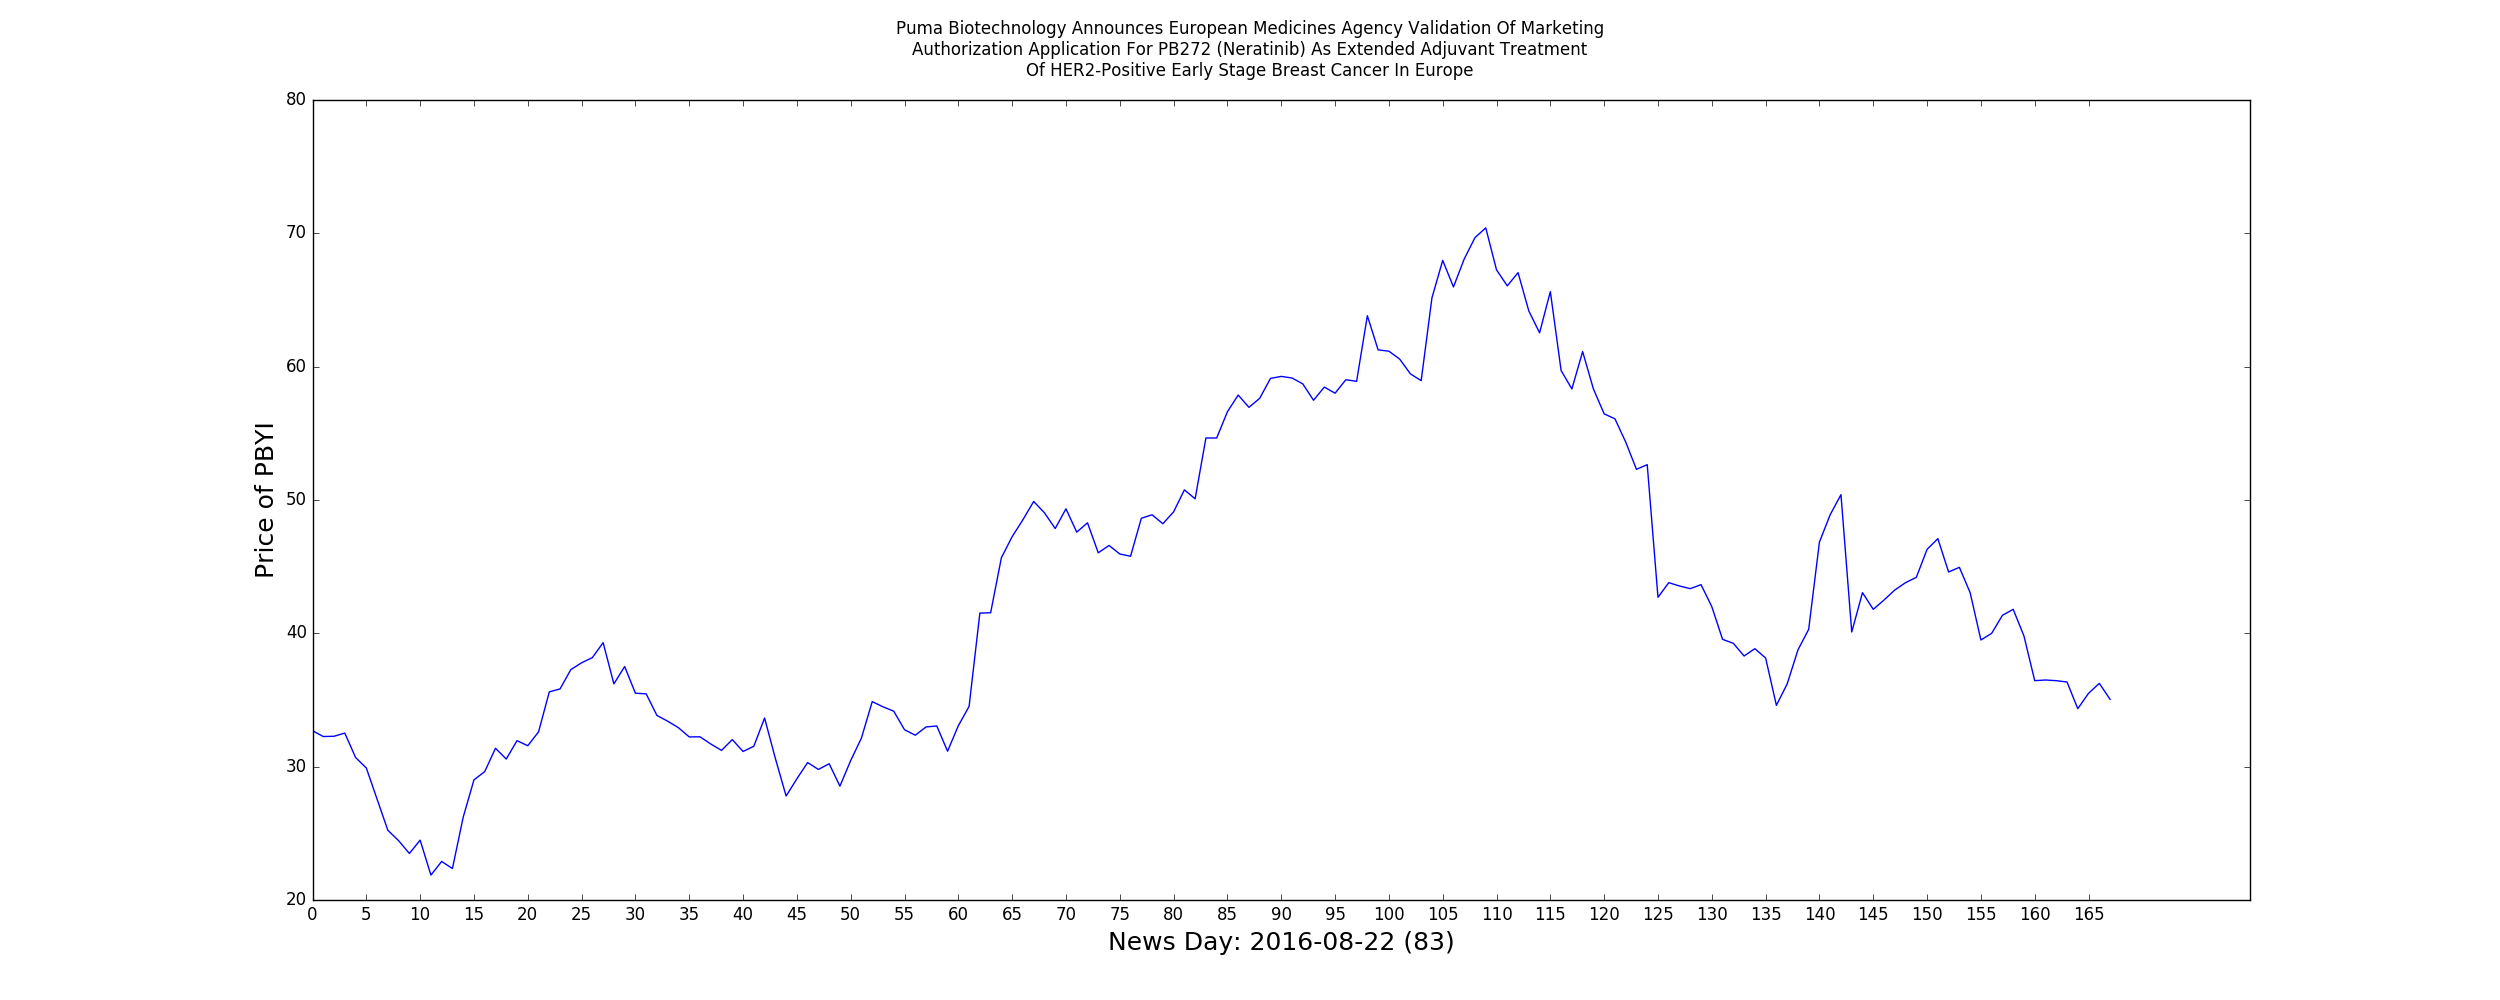 Puma Biotechnology Announces European Medicines Agency Validation Of Marketing
Authorization Application For PB272 (Neratinib) As Extended Adjuvant Treatment
Of HER2-Positive Early Stage Breast Cancer In Europe
80
70
60
50
40
30
20
Price of PBYI
0 5 10 15 20 25 30 35 40 45 50 55 60 65 70 75 80 85 90 95 100 105 110 115 120 125 130 135 140 145 150 155 160 165
News Day: 2016-08-22 (83)